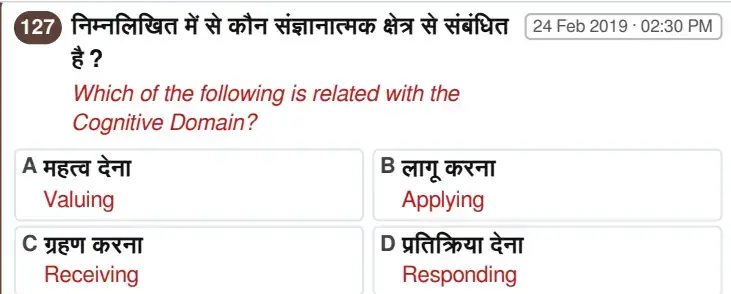 127 निम्नलिखित में से कौन संज्ञानात्मक क्षेत्र से संबंधित 24 Feb 2019 · 02:30 PM
है ?
Which of the following is related with the
Cognitive Domain?
A महत्व देना
Valuing
B लागू करना
Applying
C ग्रहण करना
Receiving
D प्रतिक्रिया देना
Responding